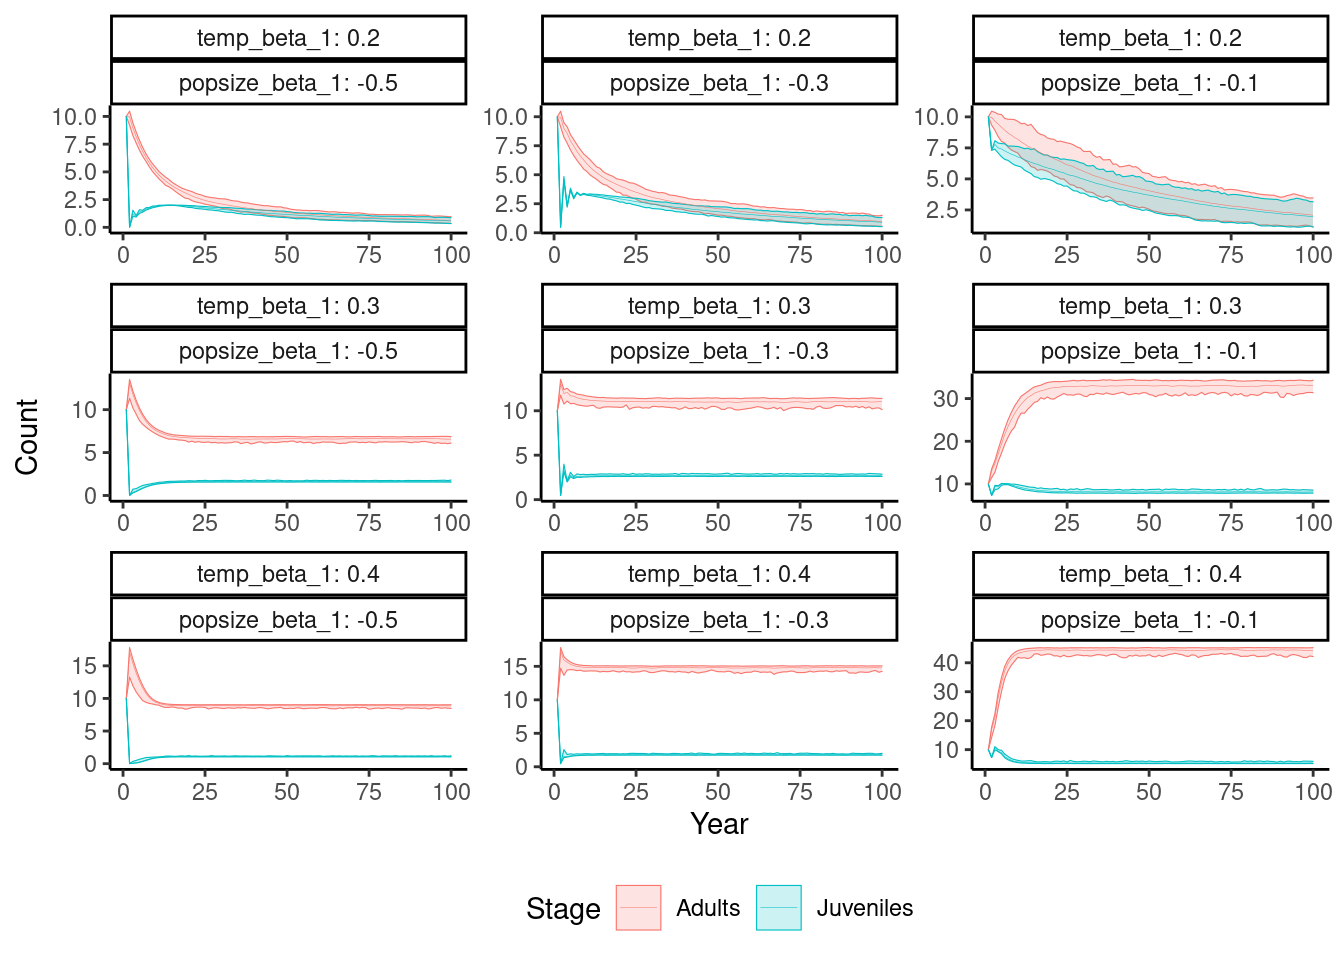 temp_beta_1: 0.2 temp_beta_1: 0.2 temp_beta_1: 0.2
popsize_beta_1: -0.5 popsize_beta_1: -0.3 popsize_beta_1: -0.1
10.0 10.0 10.0
7.5 7.5 7.5
5.0 5.0 5.0
2.5 2.5 2.5
0.0 0.0
0 25 50 75 100 0 25 50 75 100 0 25 50 75 100
temp_beta_1: 0.3 temp_beta_1: 0.3 temp_beta_1: 0.3
popsize_beta_1: -0.5 popsize_beta_1: -0.3 popsize_beta_1: -0.1
10 10 30
5 5 20
0 0 10
0 25 50 75 100 0 25 50 75 100 0 25 50 75 100
Count
temp_beta_1: 0.4 temp_beta_1: 0.4 temp_beta_1: 0.4
popsize_beta_1: -0.5 popsize_beta_1: -0.3 popsize_beta_1: -0.1
15 15 40
10 10 30
5 5 20
0 0 10
0 25 50 75 100 0 25 50 75 100 0 25 50 75 100
Year
Stage Adults Juveniles